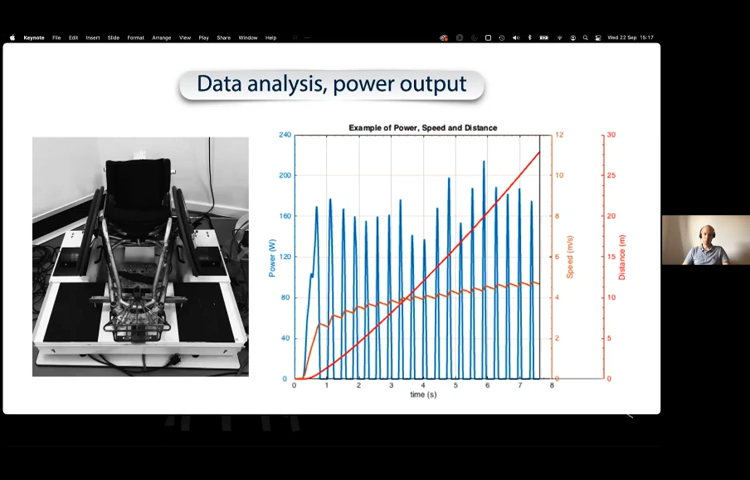 Keynote File Edit Insert Slide Format Arrange View Play Share Window Help Wed 22 Sep 15:17
Data analysis, power output
Example of Power, Speed and Distance
240
200
160
120
80
40
0
Power (W)
12
10
8
6
4
2
0
Speed (m/s)
30
25
20
15
10
5
0
Distance (m)
0 1 2 3 4 5 6 7 8
time (s)